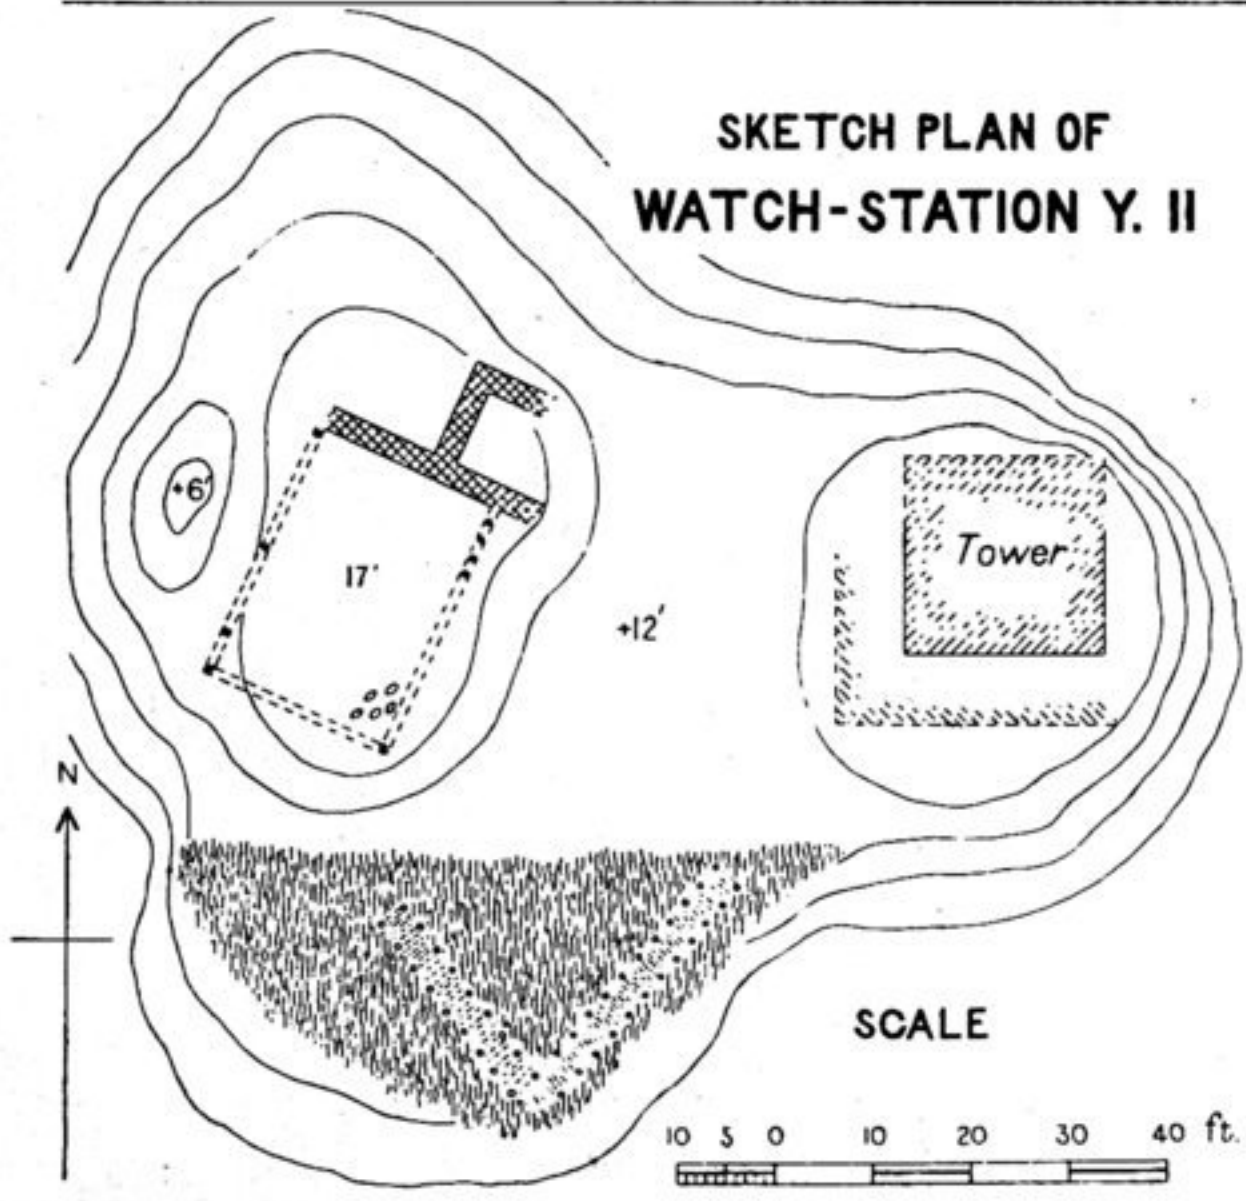 SKETCH PLAN OF
WATCH-STATION Y. II
+6'
17'
Tower
+12'
N
SCALE
10 5 0 10 20 30 40 ft.